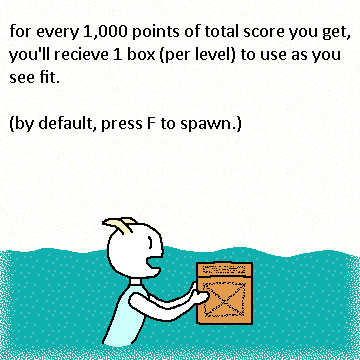 for every 1,000 points of total score you get,
you'll recieve 1 box (per level) to use as you
see fit.
(by default, press F to spawn.)